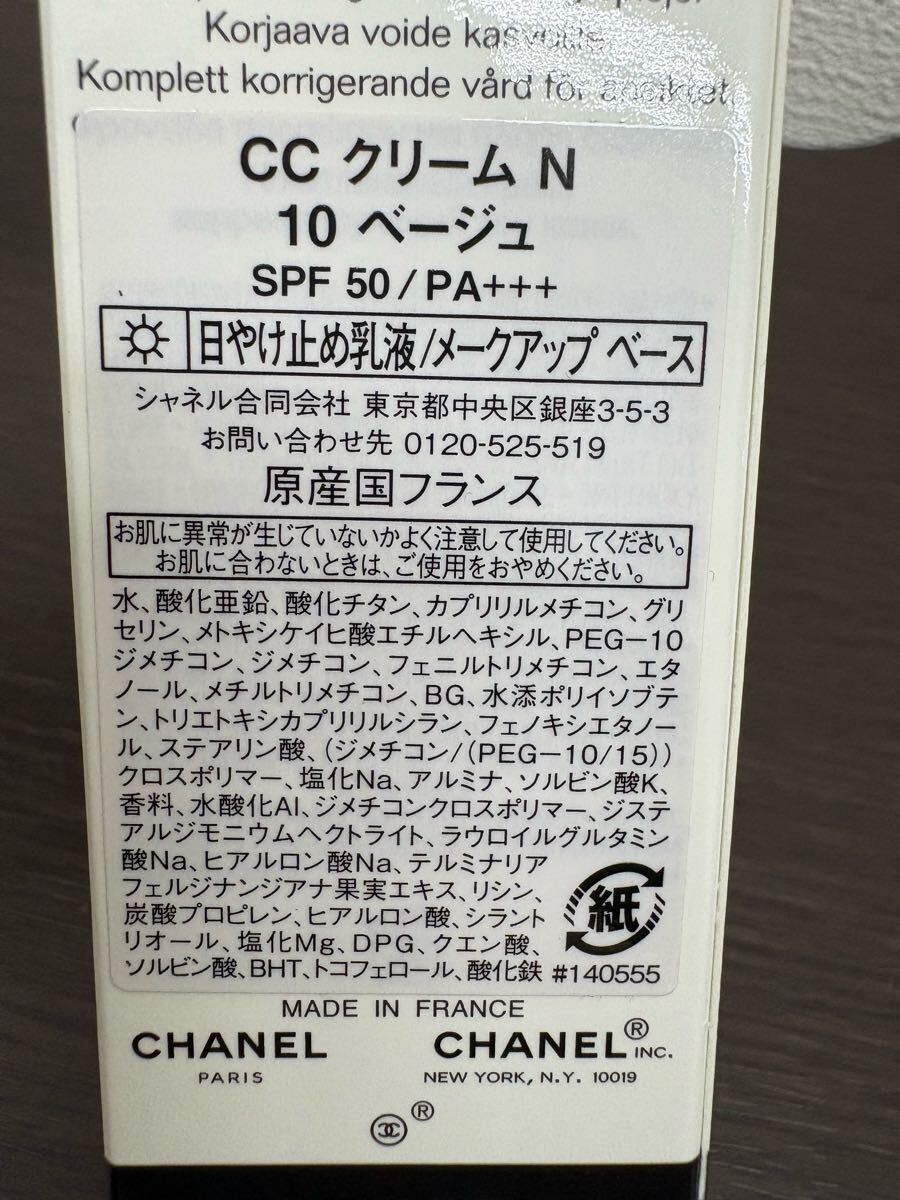 Korjaava voide
Komplett korrigerande vård för
CC クリーム N
10 ベージュ
SPF 50/PA+++
日やけ止め乳液/メークアップ ベース
シャネル合同会社 東京都中央区銀座3-5-3
お問い合わせ先 0120-525-519
原産国フランス
お肌に異常が生じていないかよく注意して使用してください。
お肌に合わないときは、ご使用をおやめください。
水、酸化亜鉛、酸化チタン、カプリリルメチコン、グリ
セリン、メトキシケイヒ酸エチルヘキシル、PEG-10
ジメチコン、ジメチコン、フェニルトリメチコン、エタ
ノール、メチルトリメチコン、BG、水添ポリイソブテ
ン、トリエトキシカプリリルシラン、フェノキシエタノー
ル、ステアリン酸、(ジメチコン/(PEG-10/15))
クロスポリマー、塩化Na、アルミナ、ソルビン酸K、
香料、水酸化Al、ジメチコンクロスポリマー、ジステ
アルジモニウムヘクトライト、ラウロイルグルタミン
酸Na、ヒアルロン酸Na、テルミナリア
フェルジナンジアナ果実エキス、リシン、
炭酸プロピレン、ヒアルロン酸、シラント
リオール、塩化Mg、DPG、クエン酸、
ソルビン酸、BHT、トコフェロール、酸化鉄 #140555
紙
MADE IN FRANCE
CHANEL CHANEL® INC.
PARIS NEW YORK, N.Y. 10019
®